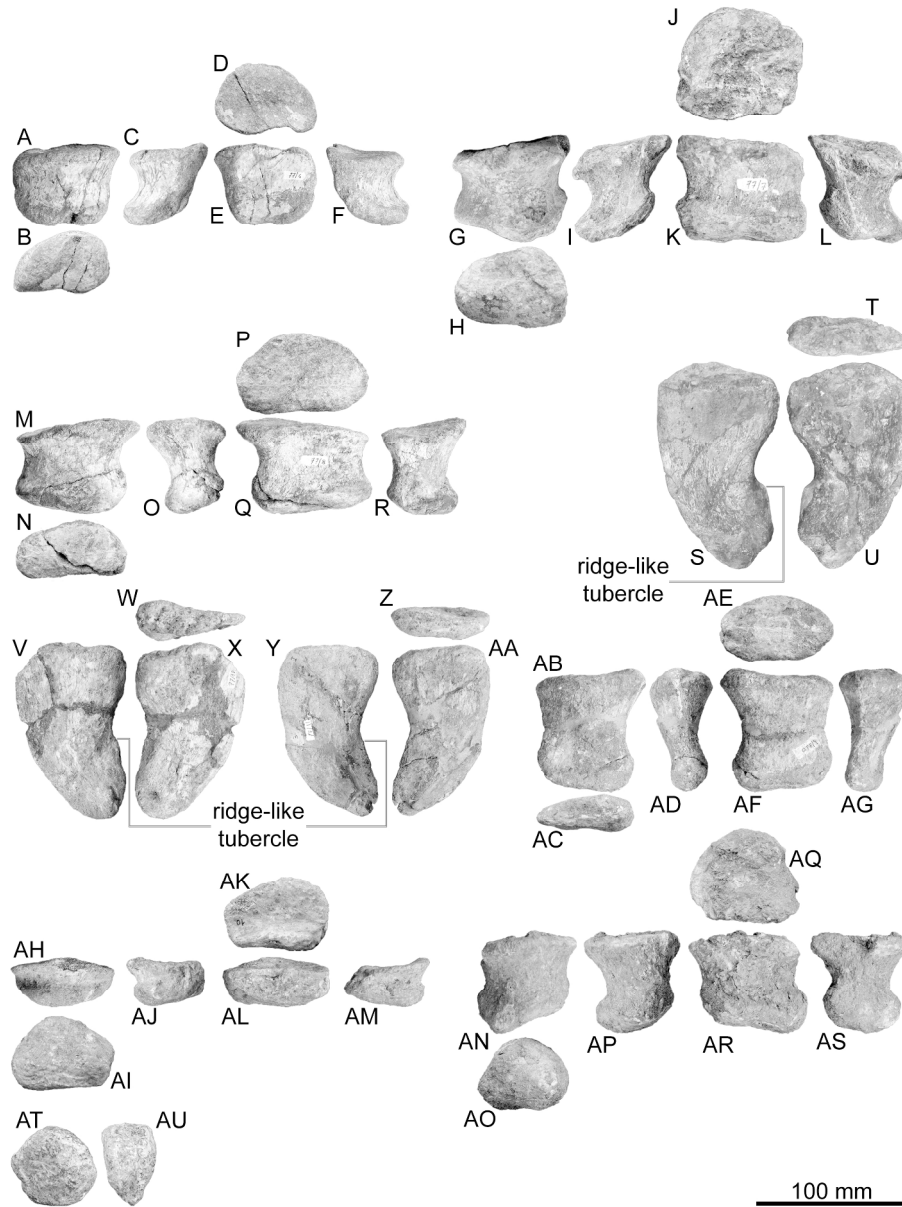 J
D
A C
E F
B
G I K L
H
T
P
M
O Q R
N
S U
ridge-like
tubercle
AE
W Z
V X Y AA
AB
AD AF AG
AC
ridge-like
tubercle
AK AQ
AH
AJ AL AM
AN AP AR AS
AI
AO
AT AU
100 mm